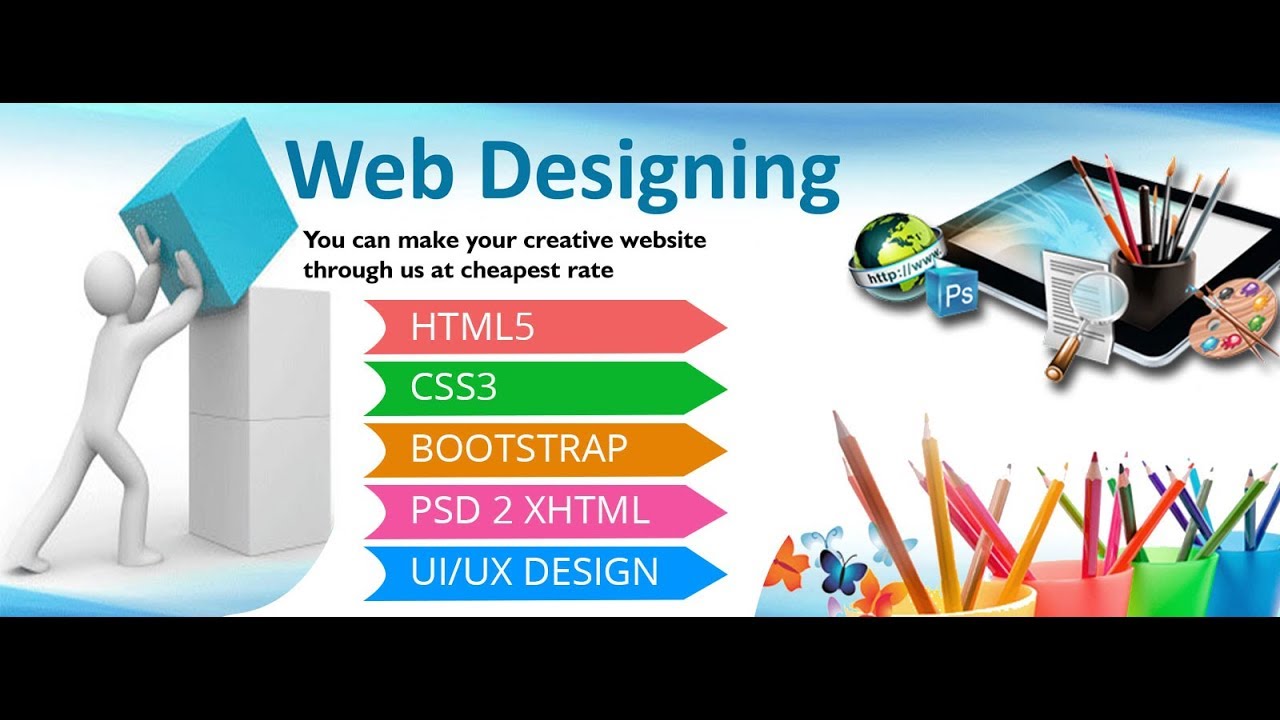 Web Designing
You can make your creative website
through us at cheapest rate
HTML5
CSS3
BOOTSTRAP
PSD 2 XHTML
UI/UX DESIGN
http://www.
Ps